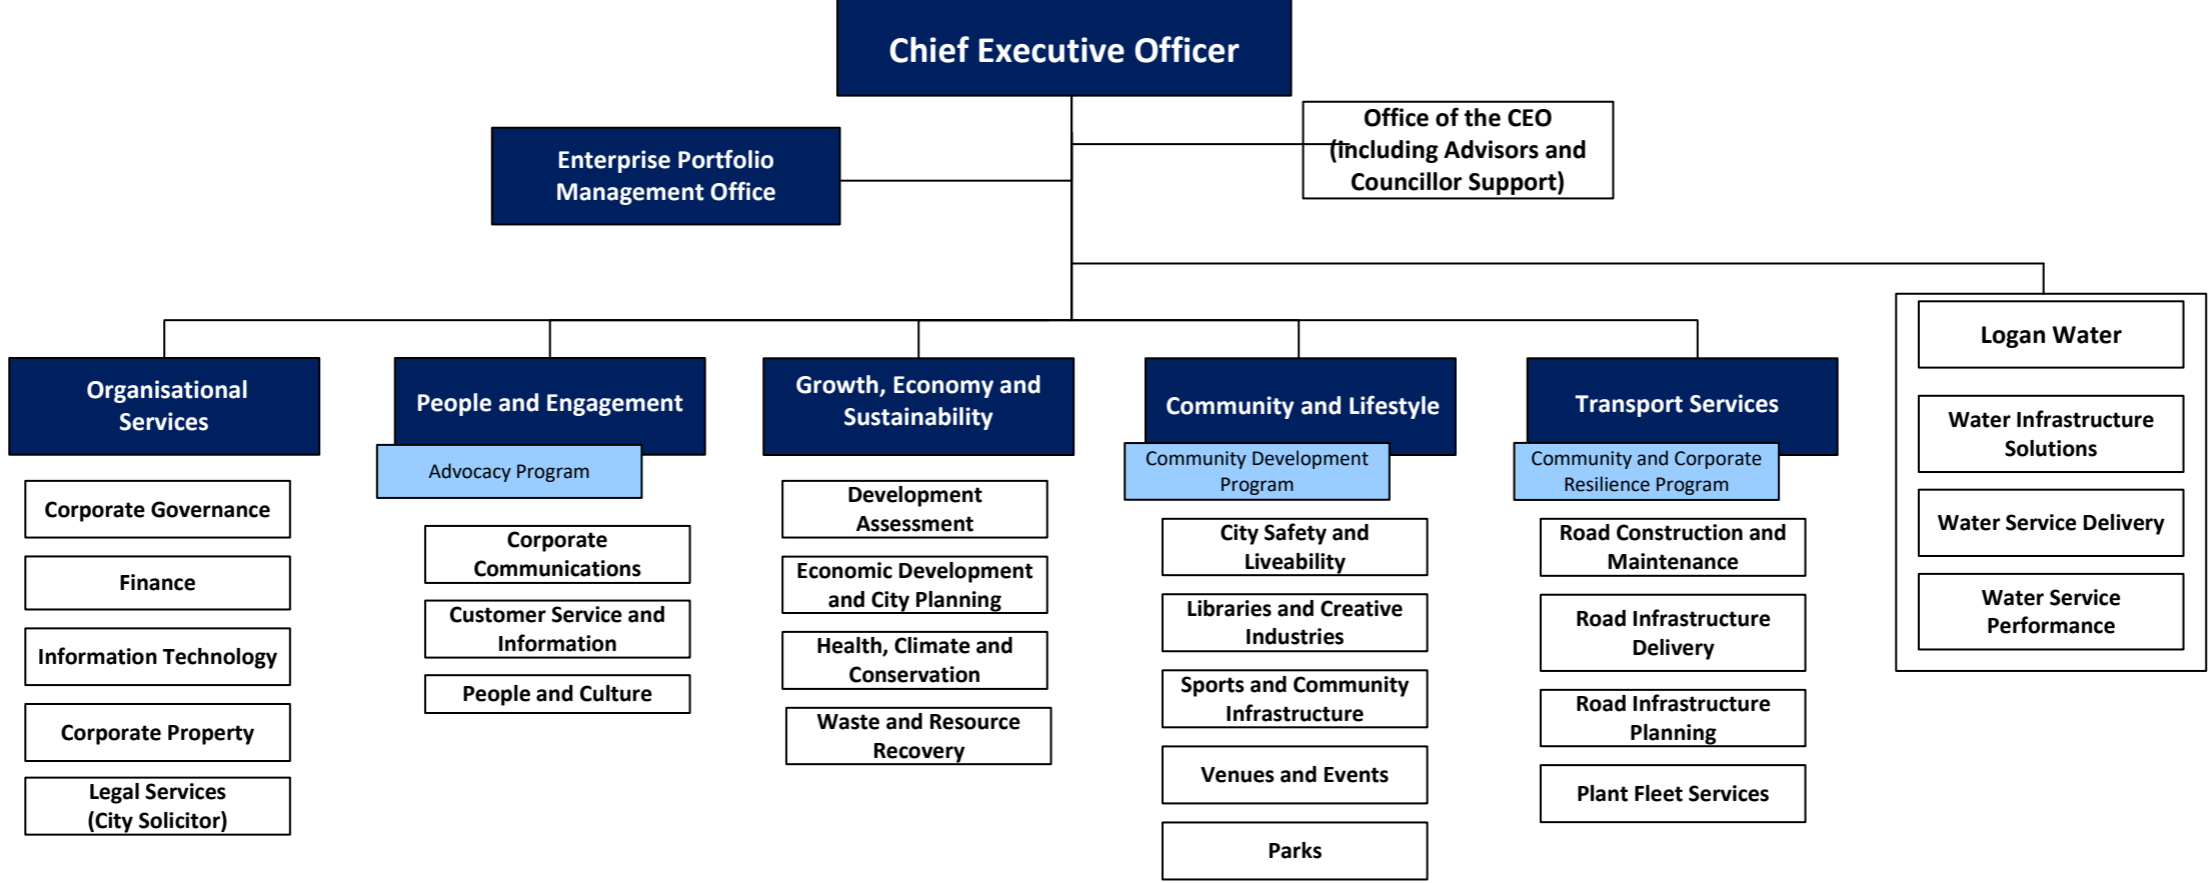 Chief Executive Officer
Office of the CEO
(including Advisors and
Councillor Support)
Enterprise Portfolio
Management Office
Organisational
Services
Corporate Governance
Finance
Information Technology
Corporate Property
Legal Services
(City Solicitor)
People and Engagement
Advocacy Program
Corporate
Communications
Customer Service and
Information
People and Culture
Growth, Economy and
Sustainability
Development
Assessment
Economic Development
and City Planning
Health, Climate and
Conservation
Waste and Resource
Recovery
Community and Lifestyle
Community Development
Program
City Safety and
Liveability
Libraries and Creative
Industries
Sports and Community
Infrastructure
Venues and Events
Parks
Transport Services
Community and Corporate
Resilience Program
Road Construction and
Maintenance
Road Infrastructure
Delivery
Road Infrastructure
Planning
Plant Fleet Services
Logan Water
Water Infrastructure
Solutions
Water Service Delivery
Water Service
Performance